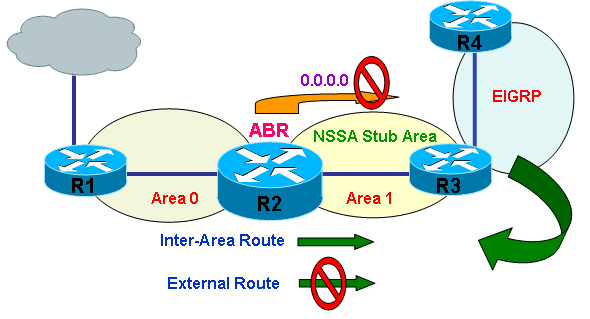 R4
0.0.0.0
EIGRP
ABR
NSSA Stub Area
R1
Area 0
R2
Area 1
R3
Inter-Area Route
External Route